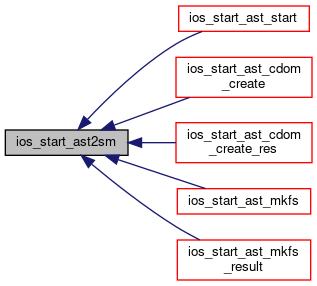 ios_start_ast_start
ios_start_ast_cdom
_create
ios_start_ast2sm
ios_start_ast_cdom
_create_res
ios_start_ast_mkfs
ios_start_ast_mkfs
_result